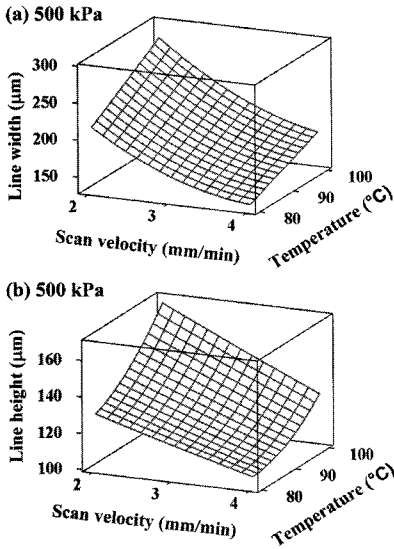 (a) 500 kPa
Line width (μm)
300
250
200
150
2
3
4
Scan velocity (mm/min)
80
90
100
Temperature (°C)
(b) 500 kPa
Line height (μm)
160
140
120
100
2
3
4
Scan velocity (mm/min)
80
90
100
Temperature (°C)